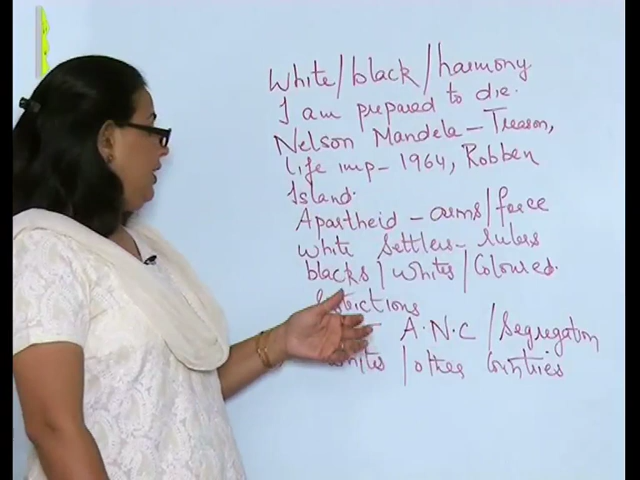 White/black/harmony
I am prepared to die.
Nelson Mandela - Treason,
life imp- 1964, Robben
Island.
Apartheid - arms/force
white settlers- rulers
blacks/whites/Coloured.
A.N.C/Segregation
/other Countries